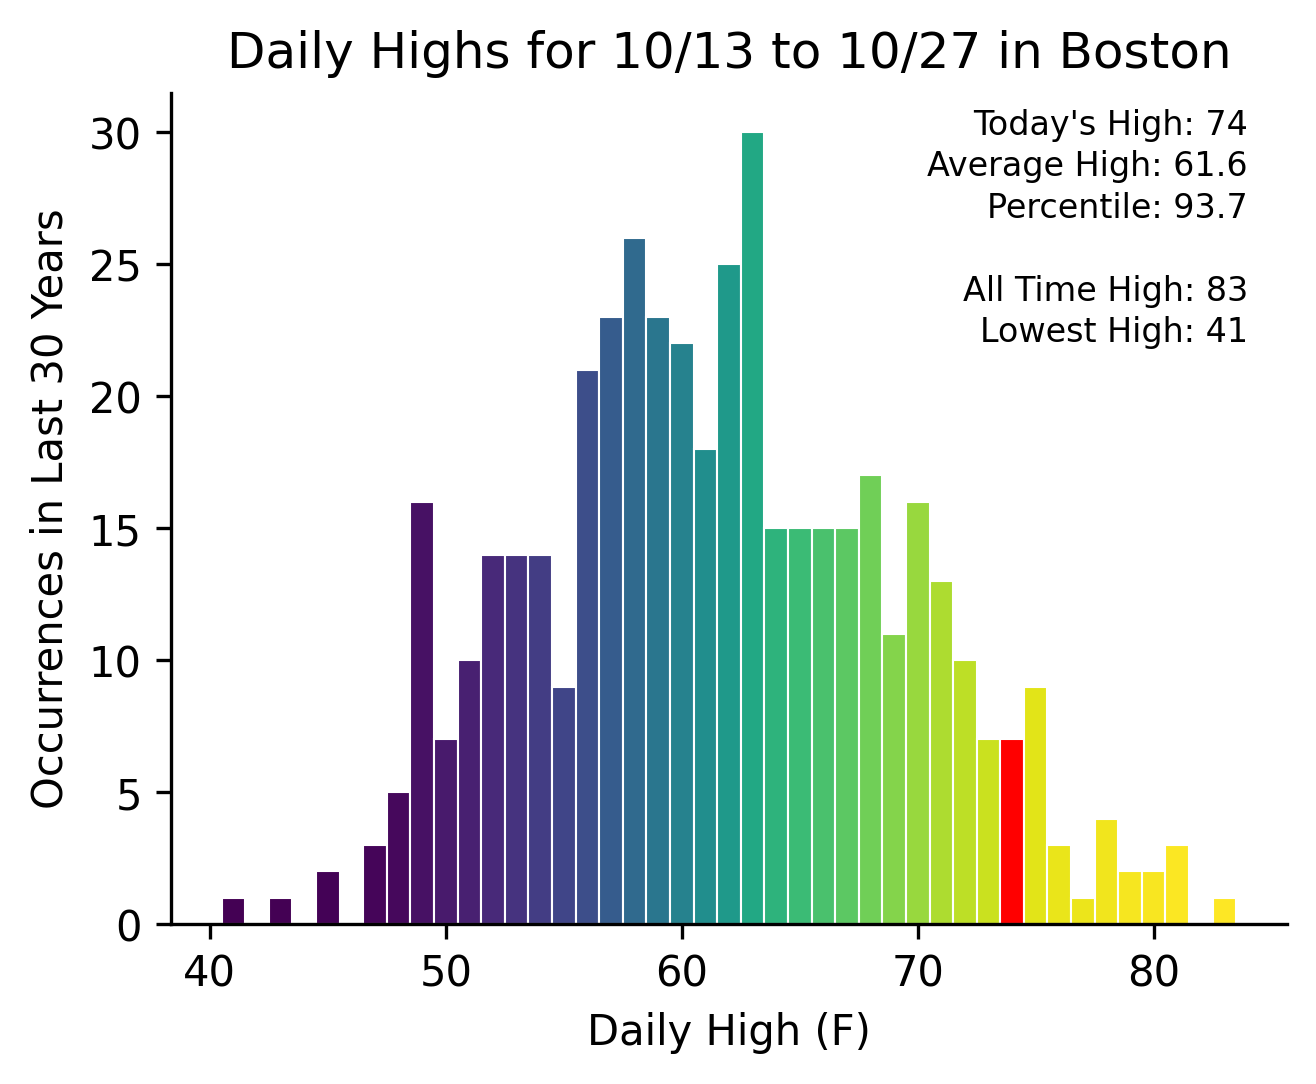 Daily Highs for 10/13 to 10/27 in Boston
Today's High: 74
Average High: 61.6
Percentile: 93.7
All Time High: 83
Lowest High: 41
Occurrences in Last 30 Years
30
25
20
15
10
5
0
40 50 60 70 80
Daily High (F)